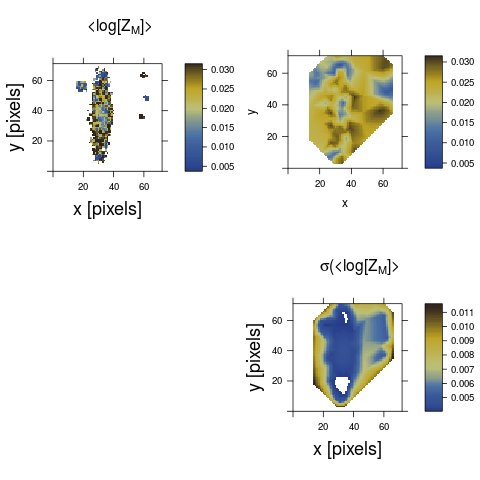 <log[Z_M]>
0.030
0.025
0.020
0.015
0.010
0.005
y [pixels]
60
40
20
20 40 60
x [pixels]
0.030
0.025
0.020
0.015
0.010
0.005
y
60
40
20
20 40 60
x
σ(<log[Z_M]>
0.011
0.010
0.009
0.008
0.007
0.006
0.005
y [pixels]
60
40
20
20 40 60
x [pixels]